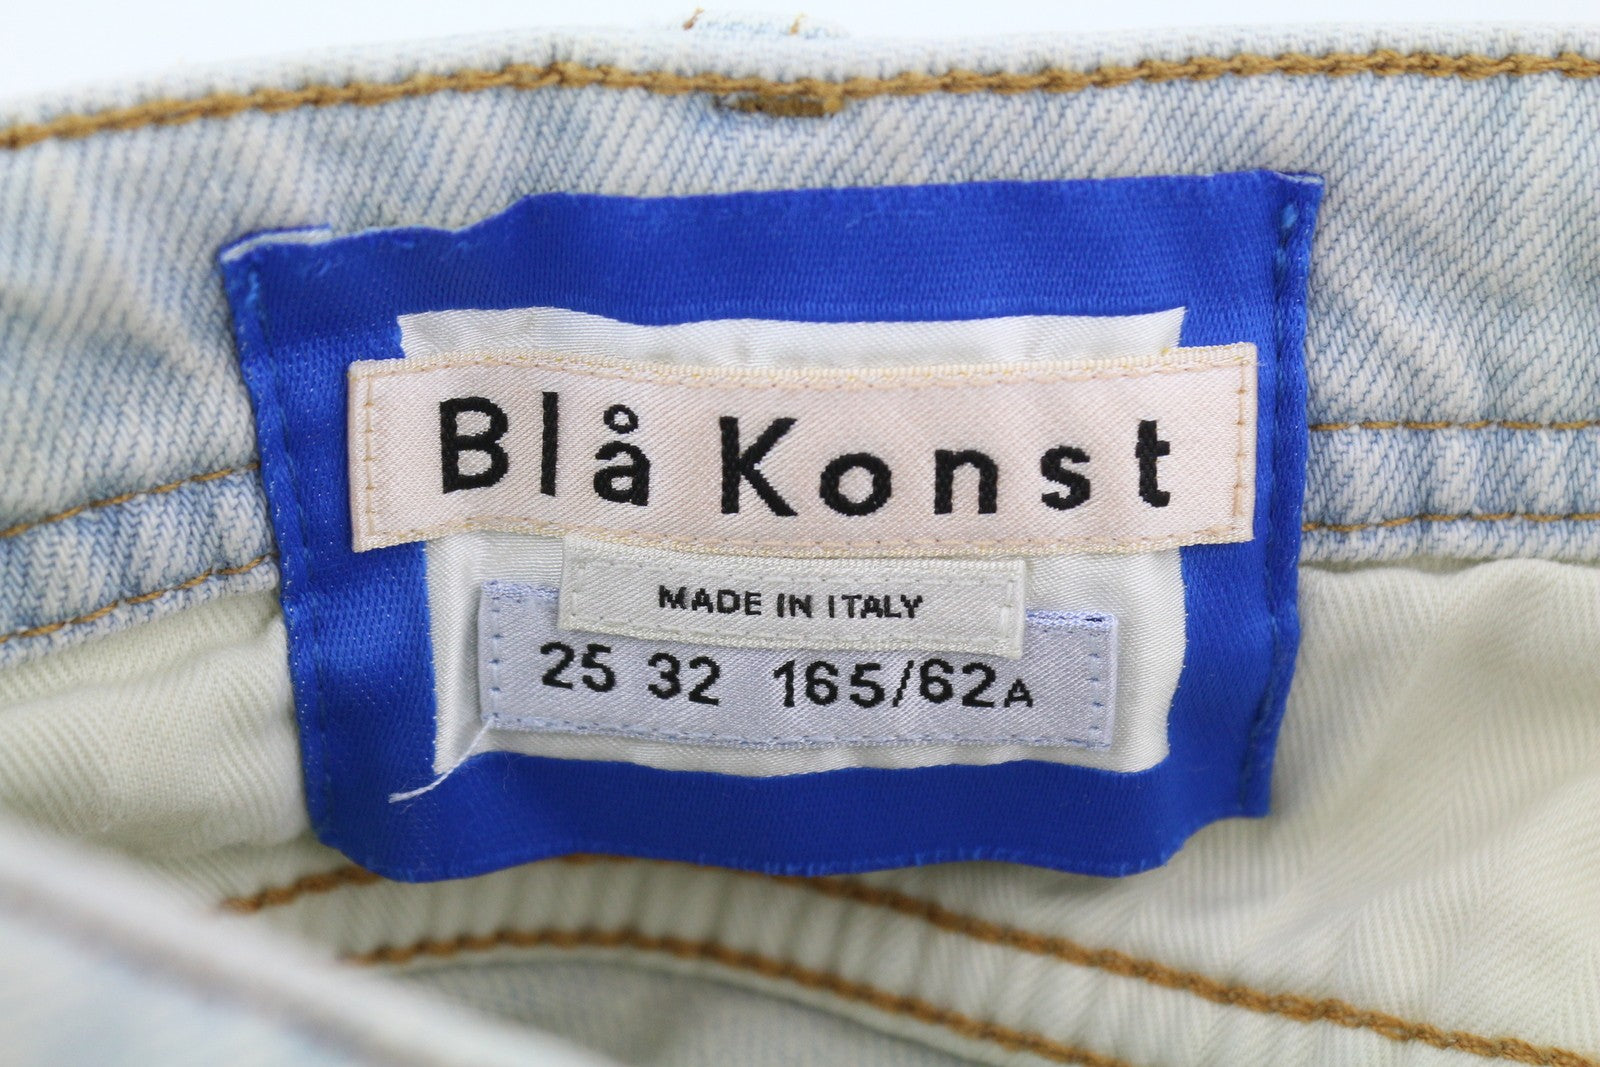 Blå Konst
MADE IN ITALY
25 32 165/62A